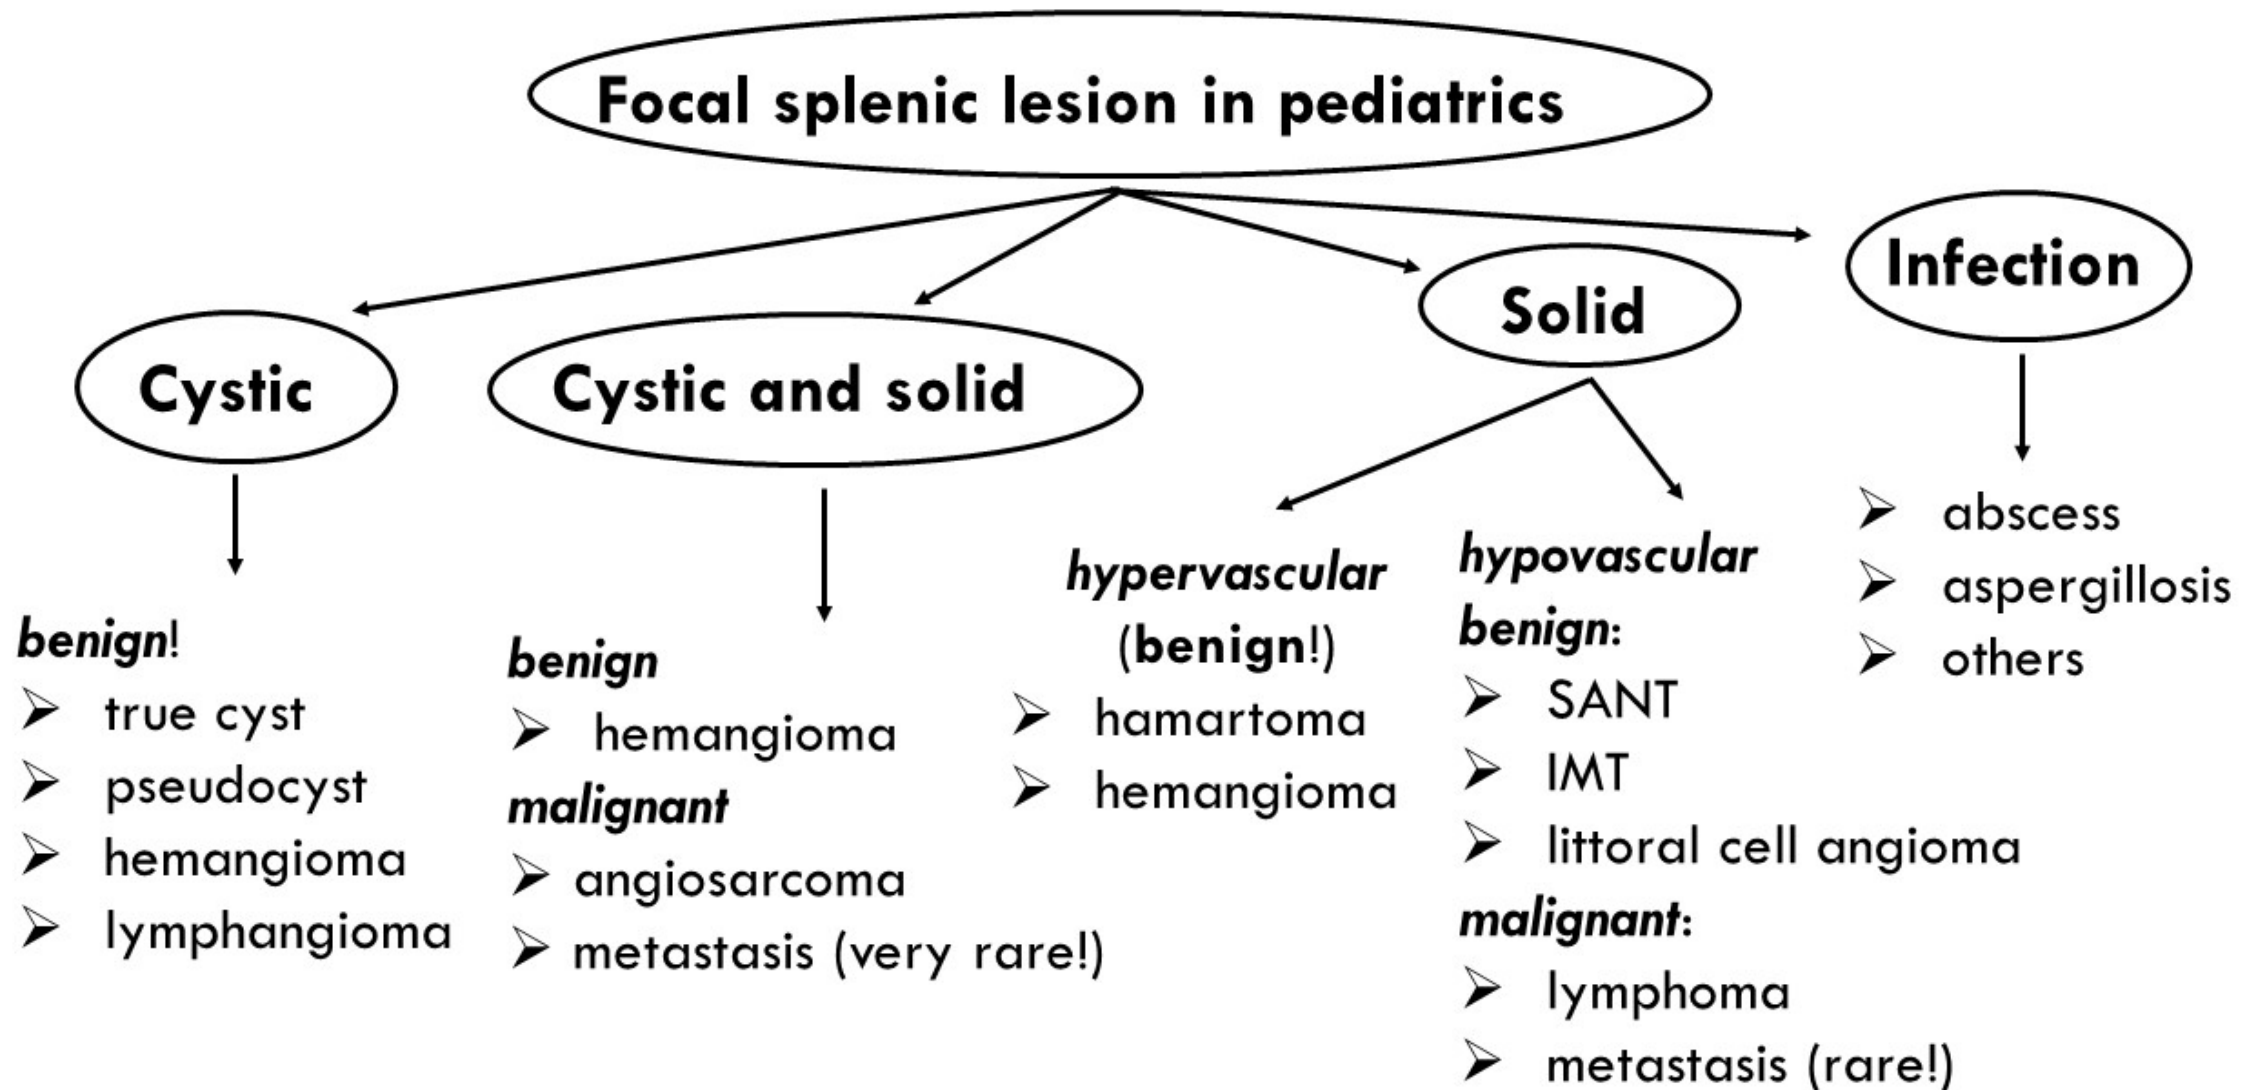 Focal splenic lesion in pediatrics
Cystic
benign!
true cyst
pseudocyst
hemangioma
lymphangioma
Cystic and solid
benign
hemangioma
malignant
angiosarcoma
metastasis (very rare!)
Solid
hypervascular
(benign!)
hamartoma
hemangioma
hypovascular
benign:
SANT
IMT
littoral cell angioma
malignant:
lymphoma
metastasis (rare!)
Infection
abscess
aspergillosis
others